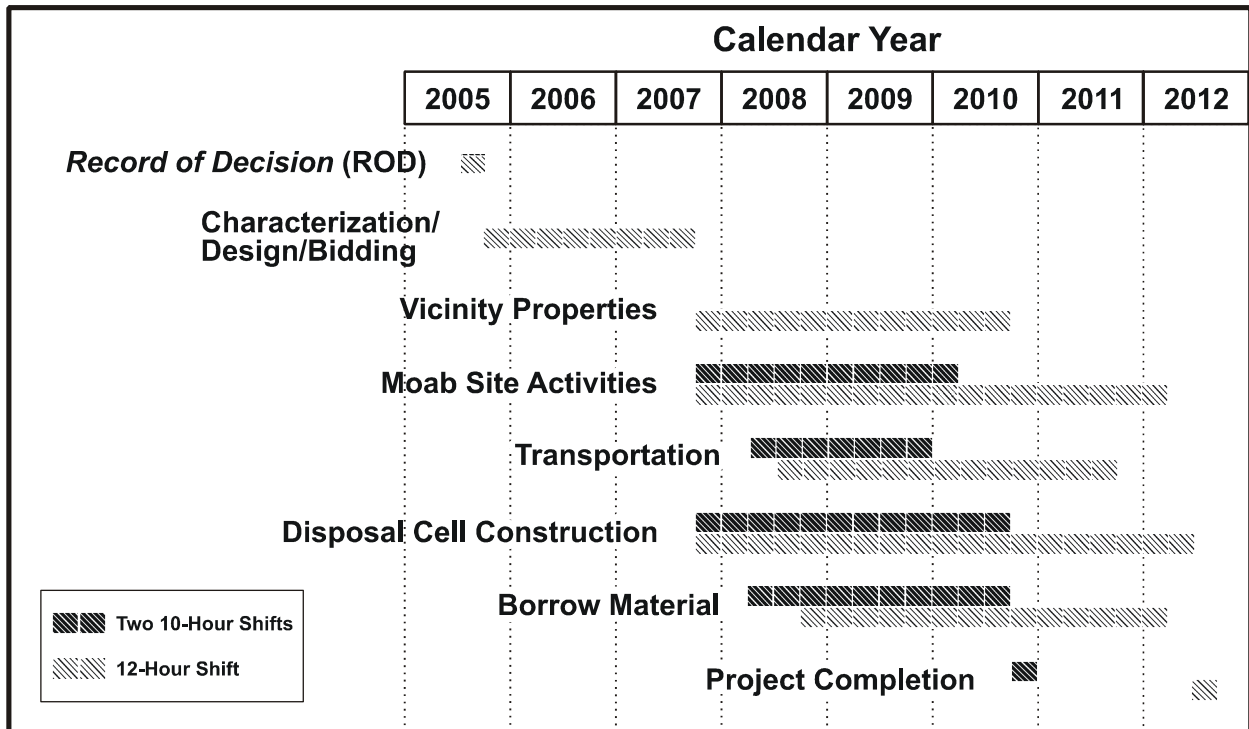 Calendar Year
2005 2006 2007 2008 2009 2010 2011 2012
Record of Decision (ROD)
Characterization/
Design/Bidding
Vicinity Properties
Moab Site Activities
Transportation
Disposal Cell Construction
Borrow Material
Project Completion
Two 10-Hour Shifts
12-Hour Shift